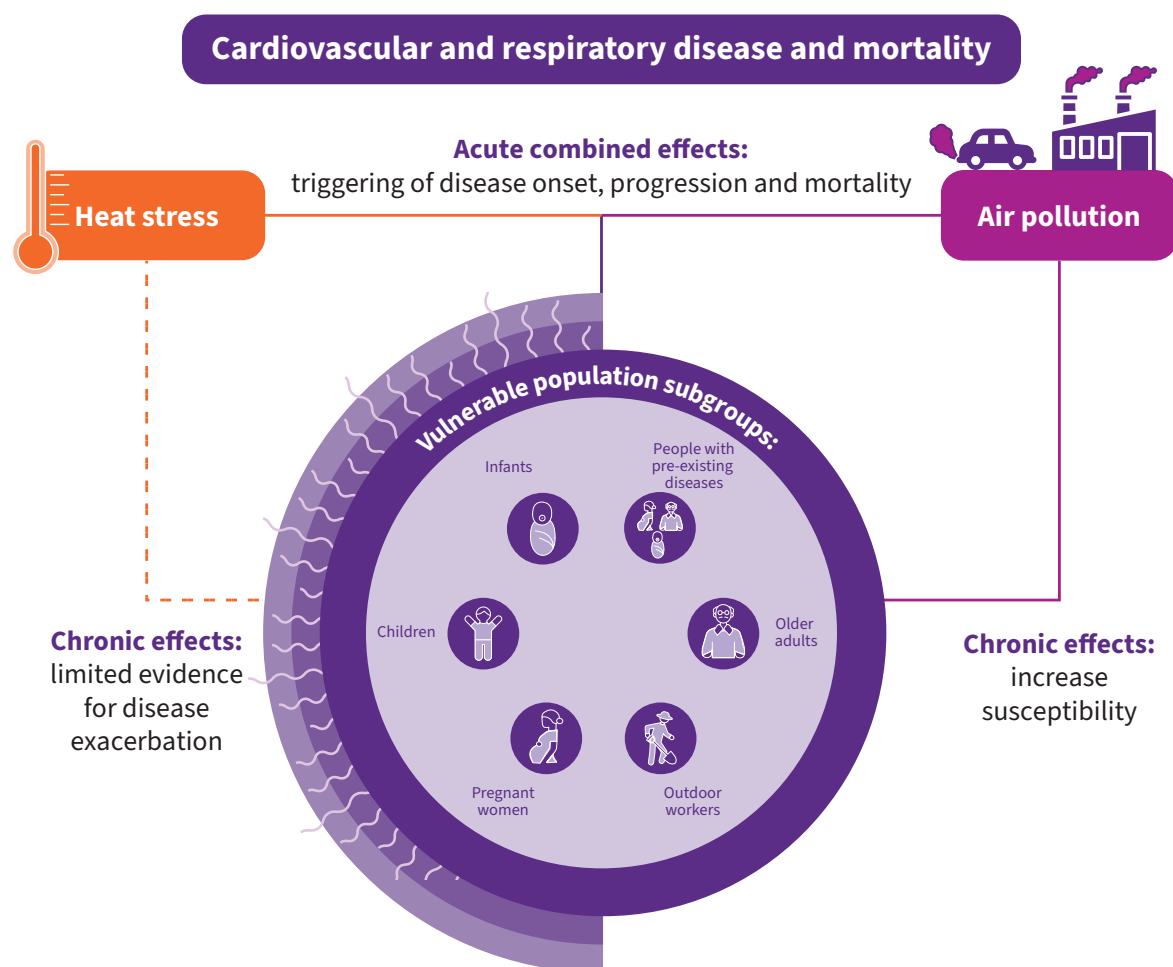 Cardiovascular and respiratory disease and mortality
Acute combined effects:
triggering of disease onset, progression and mortality
Heat stress
Air pollution
Vulnerable population subgroups:
Infants
People with
pre-existing
diseases
Children
Older
adults
Pregnant
women
Outdoor
workers
Chronic effects:
limited evidence
for disease
exacerbation
Chronic effects:
increase
susceptibility